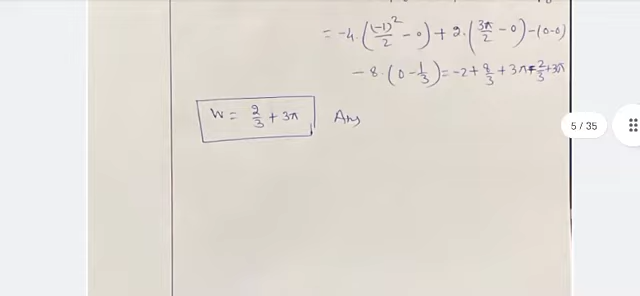 = -4.((-1)²/2 - 0) + 2.(3π/2 - 0) - (0-0)
- 8.(0 - 1/3) = -2 + 8/3 + 3π = 2/3 + 3π
W = 2/3 + 3π Ans
5 / 35